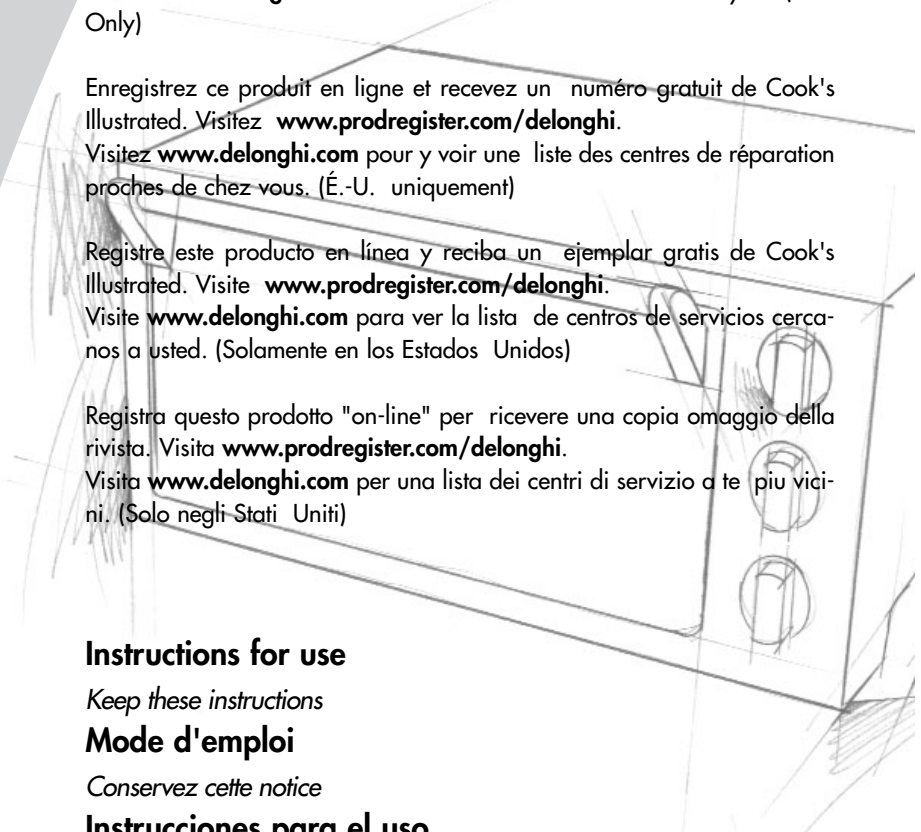 Only)
Enregistrez ce produit en ligne et recevez un numéro gratuit de Cook's
Illustrated. Visitez www.prodregister.com/delonghi.
Visitez www.delonghi.com pour y voir une liste des centres de réparation
proches de chez vous. (É.-U. uniquement)
Registre este producto en línea y reciba un ejemplar gratis de Cook's
Illustrated. Visite www.prodregister.com/delonghi.
Visite www.delonghi.com para ver la lista de centros de servicios cerca-
nos a usted. (Solamente en los Estados Unidos)
Registra questo prodotto "on-line" per ricevere una copia omaggio della
rivista. Visita www.prodregister.com/delonghi.
Visita www.delonghi.com per una lista dei centri di servizio a te piu vici-
ni. (Solo negli Stati Uniti)
Instructions for use
Keep these instructions
Mode d'emploi
Conservez cette notice
Instrucciones para el uso